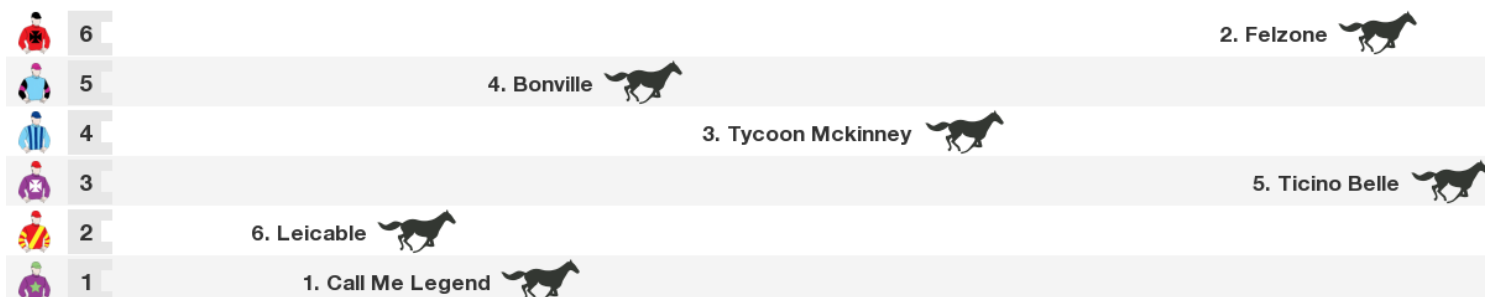 6 2. Felzone
5 4. Bonville
4 3. Tycoon Mckinney
3 5. Ticino Belle
2 6. Leicable
1 1. Call Me Legend